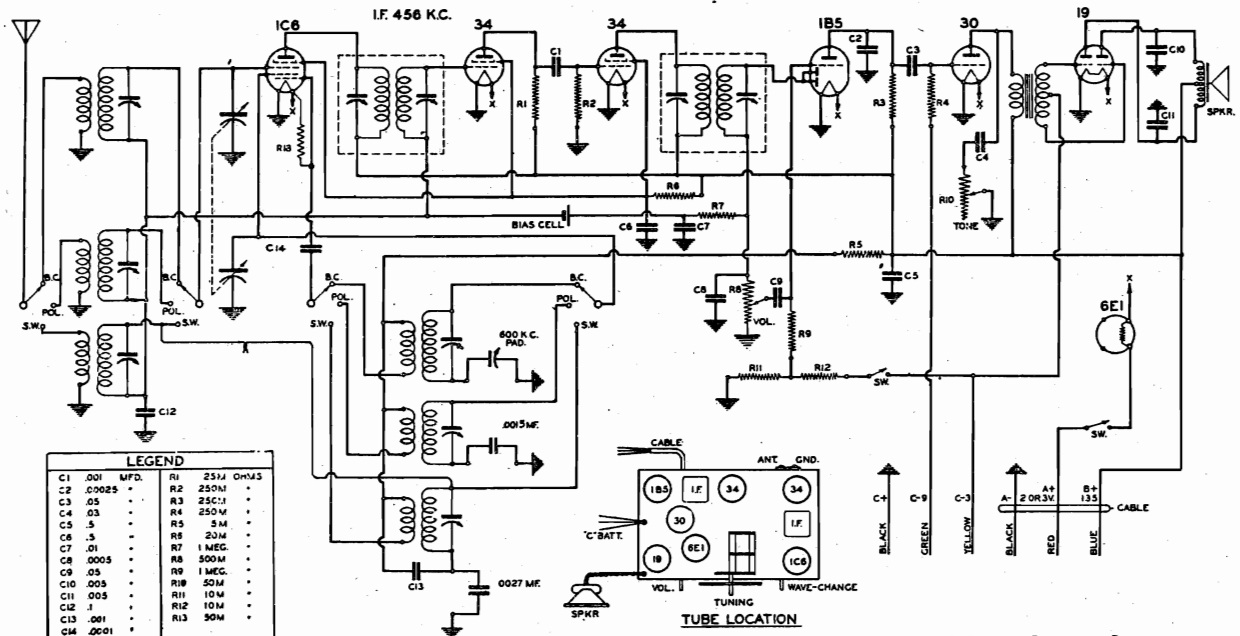 I.F. 456 K.C.
1C6
34
34
1B5
30
19
C2
C3
C10
C1
R1
R2
R3
R4
C11
SPKR.
R13
C4
R10
TONE
R6
R7
BIAS CELL
C6
C7
C14
R5
C5
B.C.
POL.
S.W.
B.C.
POL.
S.W.
B.C.
POL.
S.W.
B.C.
POL.
S.W.
C8
R8
C9
VOL.
R9
R11
R12
SW.
6E1
X
SW.
600 K.C.
PAD.
.0015 MF.
C12
C13
.0027 MF.
LEGEND
C1 .001 MFD. R1 25M OHMS
C2 .00025 " R2 250M "
C3 .05 " R3 250M "
C4 .03 " R4 250M "
C5 .5 " R5 5M "
C6 .5 " R6 20M "
C7 .01 " R7 1 MEG. "
C8 .0005 " R8 500M "
C9 .05 " R9 1 MEG. "
C10 .005 " R10 50M "
C11 .005 " R11 10M "
C12 .1 " R12 10M "
C13 .001 " R13 50M "
C14 .0001 "
CABLE
ANT. GND.
1B5
I.F.
34
34
30
I.F.
"C" BATT.
6E1
19
1C6
VOL.
TUNING
WAVE-CHANGE
SPKR
TUBE LOCATION
C+
BLACK
C-9
GREEN
C-3
YELLOW
A-
BLACK
2 OR 3V.
A+
RED
B+
135
BLUE
CABLE